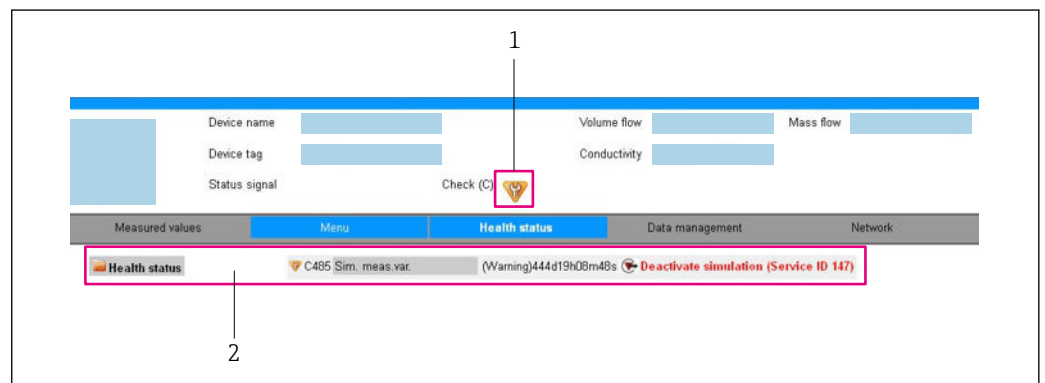 1
Device name
Volume flow
Mass flow
Device tag
Conductivity
Status signal
Check (C)
Measured values
Menu
Health status
Data management
Network
Health status
C485 Sim. meas.var.
(Warning)444d19h08m48s
Deactivate simulation (Service ID 147)
2